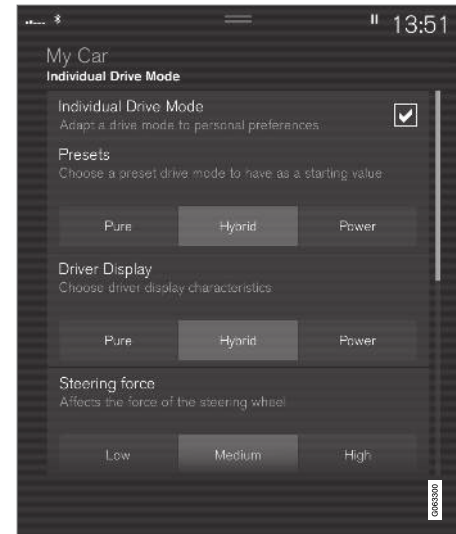 13:51
My Car
Individual Drive Mode
Individual Drive Mode
Adapt a drive mode to personal preferences
Presets
Choose a preset drive mode to have as a starting value
Pure Hybrid Power
Driver Display
Choose driver display characteristics
Pure Hybrid Power
Steering force
Affects the force of the steering wheel
Low Medium High
G063300